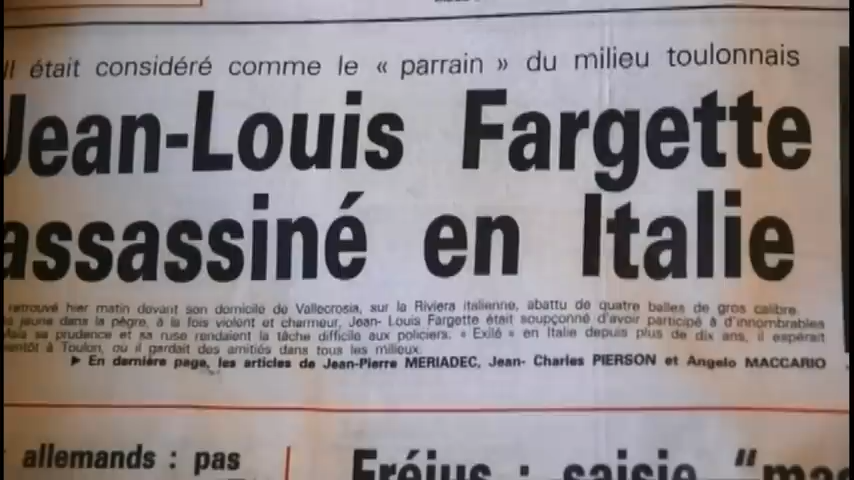 Il était considéré comme le « parrain » du milieu toulonnais
Jean-Louis Fargette
assassiné en Italie
retrouvé hier matin devant son domicile de Vallecrosia, sur la Riviera italienne, abattu de quatre balles de gros calibre.
jeune dans la pègre, à la fois violent et charmeur, Jean- Louis Fargette était soupçonné d'avoir participé à d'innombrables
Mais sa prudence et sa ruse rendaient la tâche difficile aux policiers. « Exilé » en Italie depuis plus de dix ans, il espérait
à Toulon, ou il gardait des amitiés dans tous les milieux.
► En dernière page, les articles de Jean-Pierre MERIADEC, Jean- Charles PIERSON et Angelo MACCARIO
allemands : pas
Fréjus : saisie "